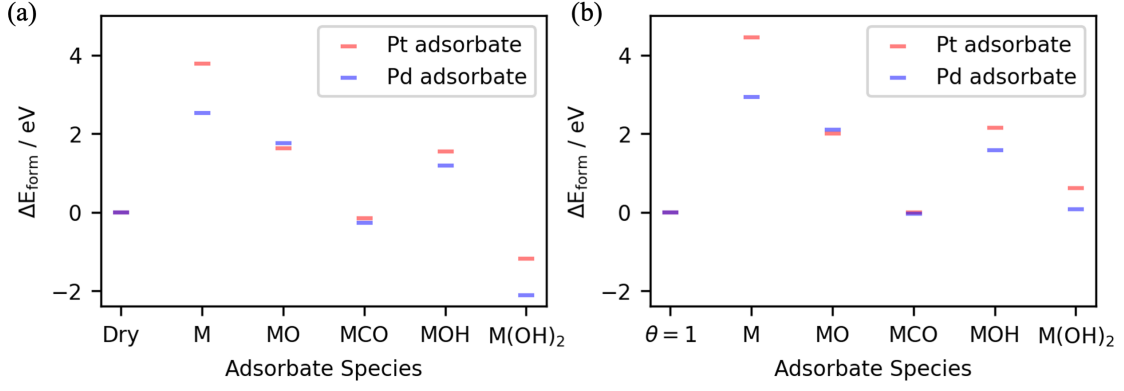 (a)
Pt adsorbate
Pd adsorbate
4
2
0
−2
ΔE_form / eV
Dry M MO MCO MOH M(OH)₂
Adsorbate Species
(b)
Pt adsorbate
Pd adsorbate
4
2
0
−2
ΔE_form / eV
θ = 1 M MO MCO MOH M(OH)₂
Adsorbate Species